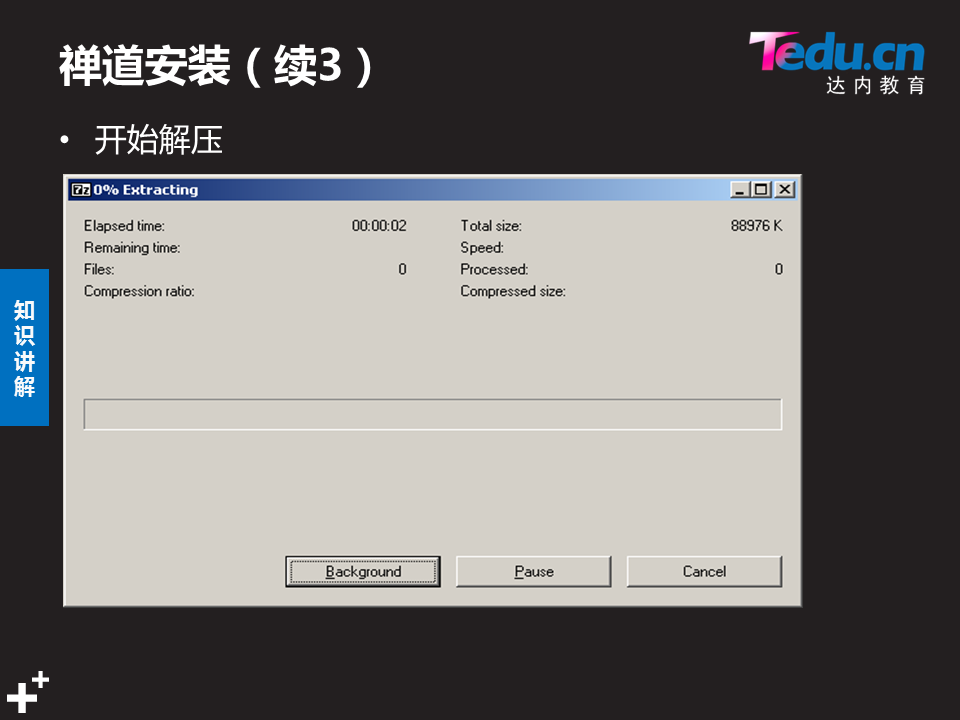 禅道安装（续3）
Tedu.cn
达内教育
• 开始解压
知识讲解
7z 0% Extracting
Elapsed time: 00:00:02 Total size: 88976 K
Remaining time: Speed:
Files: 0 Processed: 0
Compression ratio: Compressed size:
Background Pause Cancel